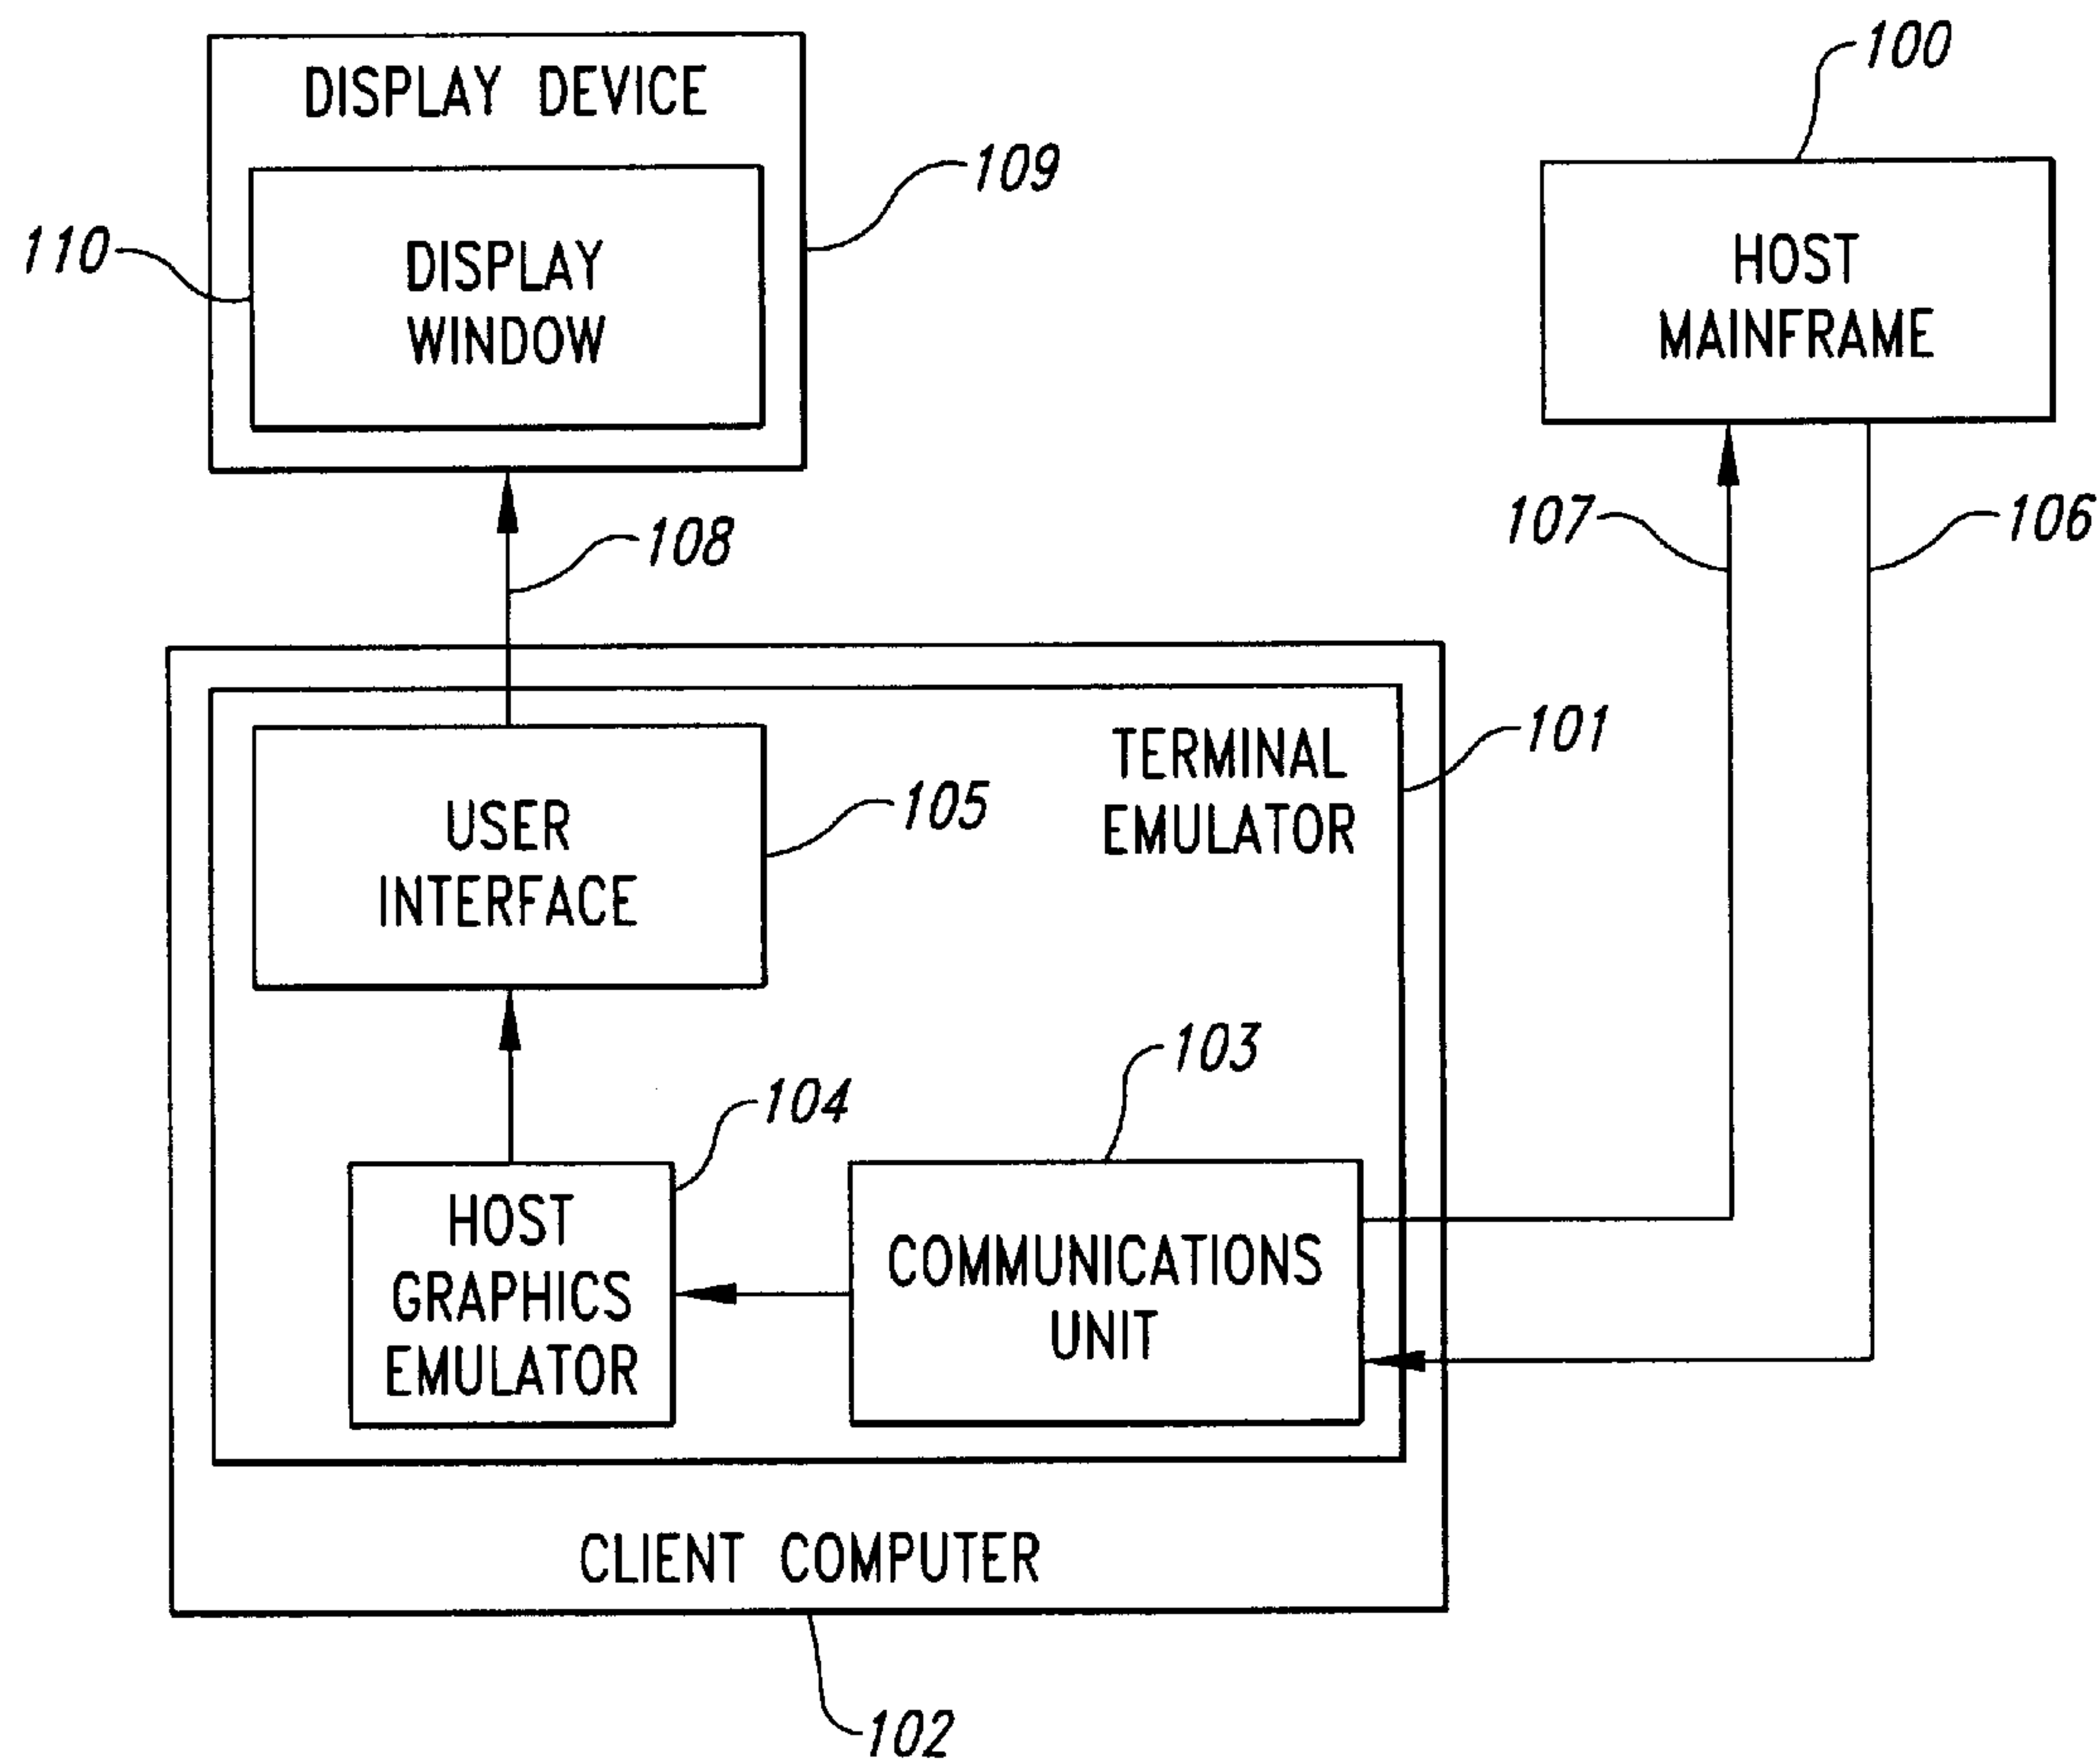 100
DISPLAY DEVICE
109
110
DISPLAY
WINDOW
HOST
MAINFRAME
108
107
106
101
TERMINAL
EMULATOR
105
USER
INTERFACE
103
104
HOST
GRAPHICS
EMULATOR
COMMUNICATIONS
UNIT
CLIENT COMPUTER
102